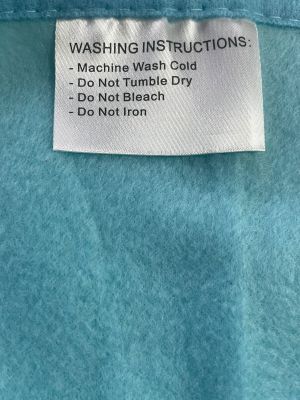 WASHING INSTRUCTIONS:
- Machine Wash Cold
- Do Not Tumble Dry
- Do Not Bleach
- Do Not Iron